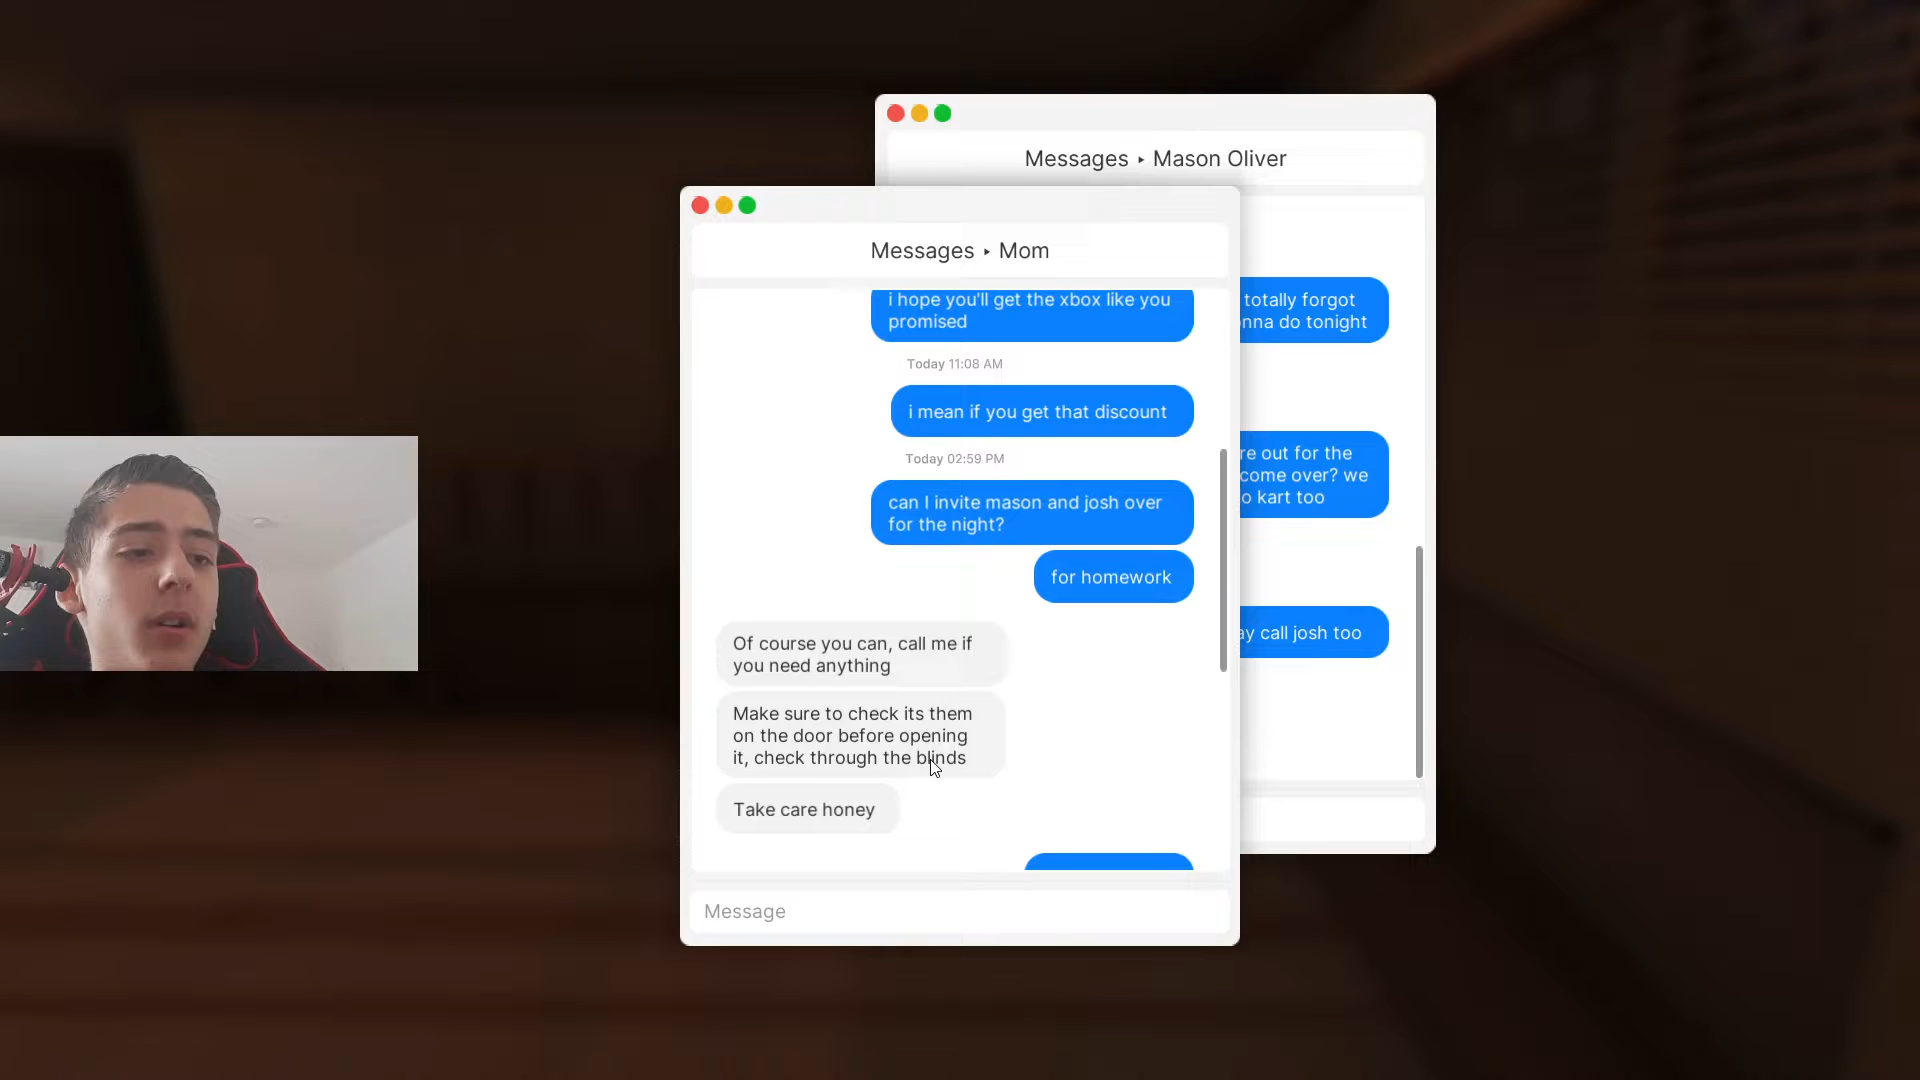 Messages ▸ Mason Oliver
totally forgot
do tonight
out for the
come over? we
kart too
call josh too
Messages ▸ Mom
i hope you'll get the xbox like you
promised
Today 11:08 AM
i mean if you get that discount
Today 02:59 PM
can I invite mason and josh over
for the night?
for homework
Of course you can, call me if
you need anything
Make sure to check its them
on the door before opening
it, check through the blinds
Take care honey
Message